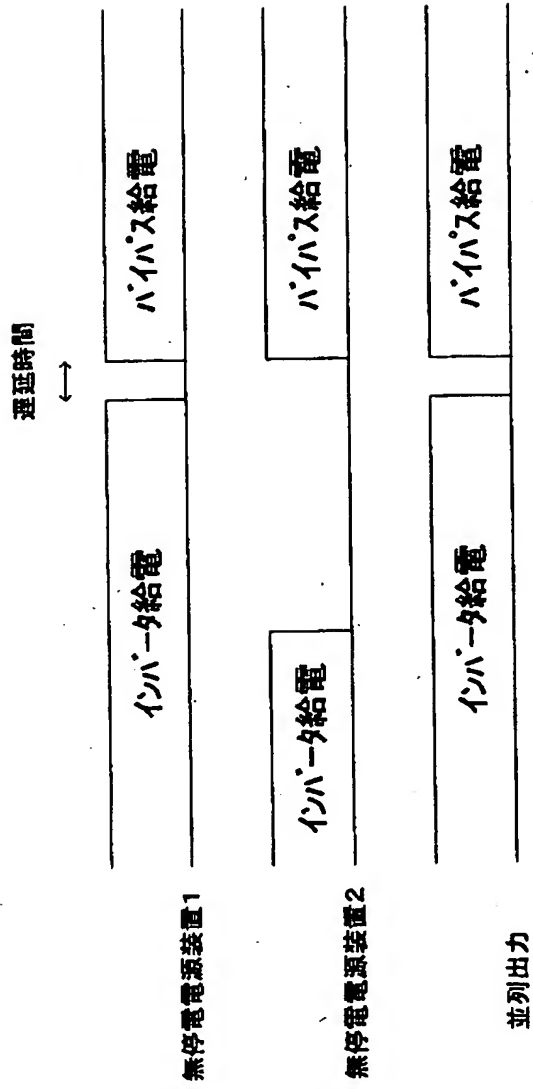 遅延時間
無停電電源装置1
インバータ給電
バイパス給電
無停電電源装置2
インバータ給電
バイパス給電
並列出力
インバータ給電
バイパス給電